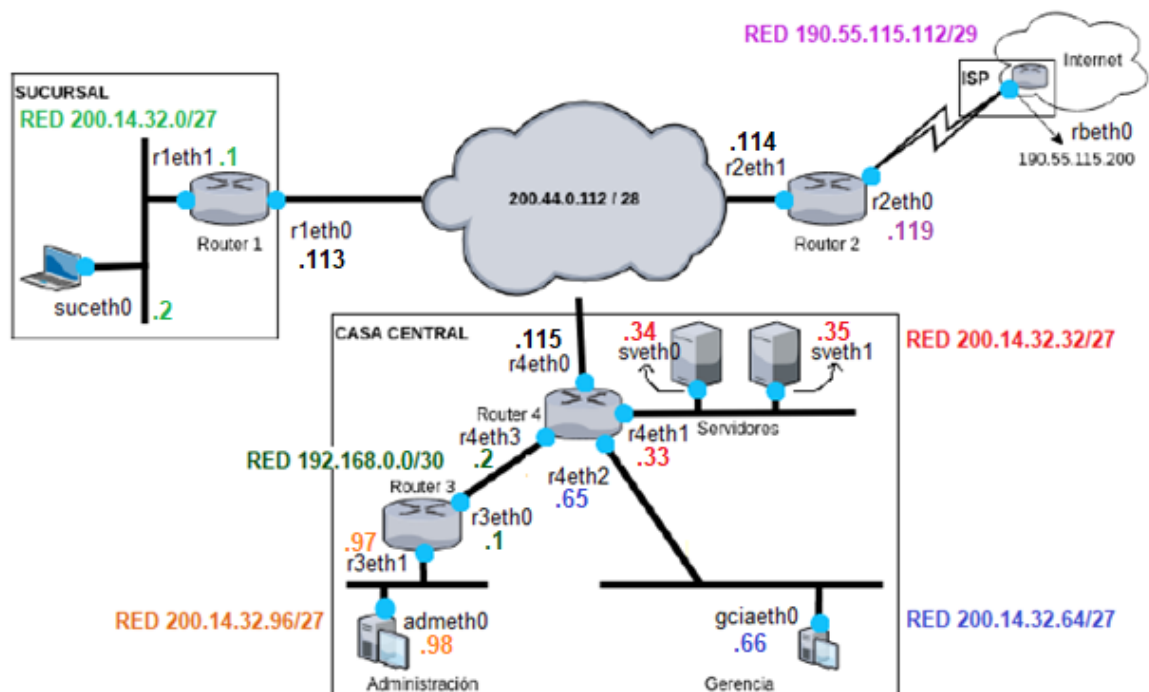 RED 190.55.115.112/29
Internet
ISP
rbeth0
190.55.115.200
SUCURSAL
RED 200.14.32.0/27
r1eth1 .1
Router 1
r1eth0
.113
suceth0
.2
200.44.0.112 / 28
.114
r2eth1
Router 2
r2eth0
.119
CASA CENTRAL
.115
r4eth0
.34
sveth0
.35
sveth1
RED 200.14.32.32/27
Router 4
r4eth3
.2
r4eth1
.33
Servidores
r4eth2
.65
RED 192.168.0.0/30
Router 3
r3eth0
.1
.97
r3eth1
RED 200.14.32.96/27
admeth0
.98
Administración
gciaeth0
.66
Gerencia
RED 200.14.32.64/27